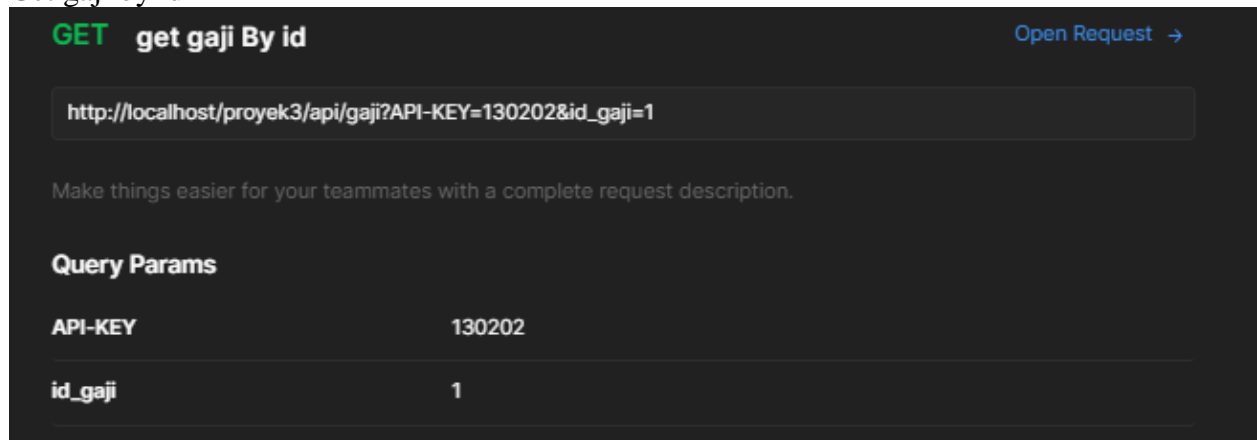 GET get gaji By id Open Request →
http://localhost/proyek3/api/gaji?API-KEY=130202&id_gaji=1
Make things easier for your teammates with a complete request description.
Query Params
API-KEY 130202
id_gaji 1